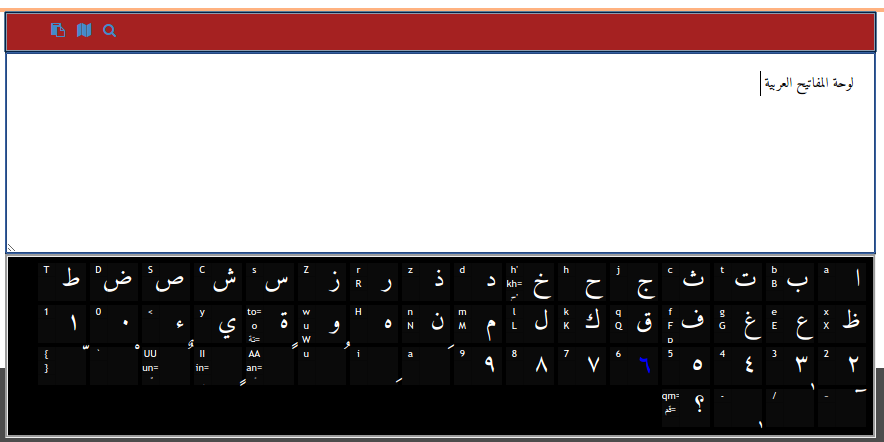 لوحة المفاتيح العربية
a ا b B ب t ت c ث j ج h ح h' kh= خ d د z ذ r R ر Z ز s س C ش S ص D ض T ط
x X ظ e E ع g G غ f F ف q Q ق k K ك l L ل m M م n N ن H ه w u W و to= o ة y ي < ء 0 ٠ 1 ١
2 ٢ 3 ٣ 4 ٤ 5 ٥ 6 ٦ 7 ٧ 8 ٨ 9 ٩ a i u AA an= II in= UU un= { }
- / - qm= ؟